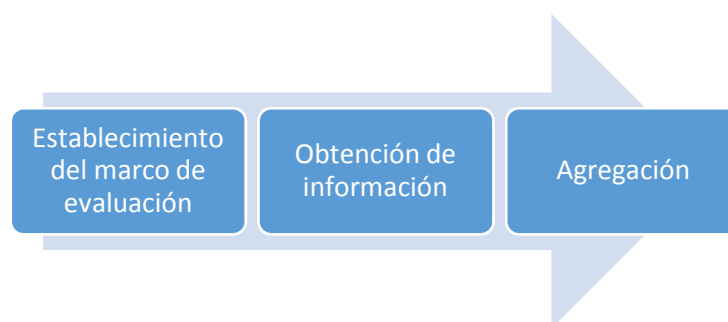 Establecimiento
del marco de
evaluación
Obtención de
información
Agregación